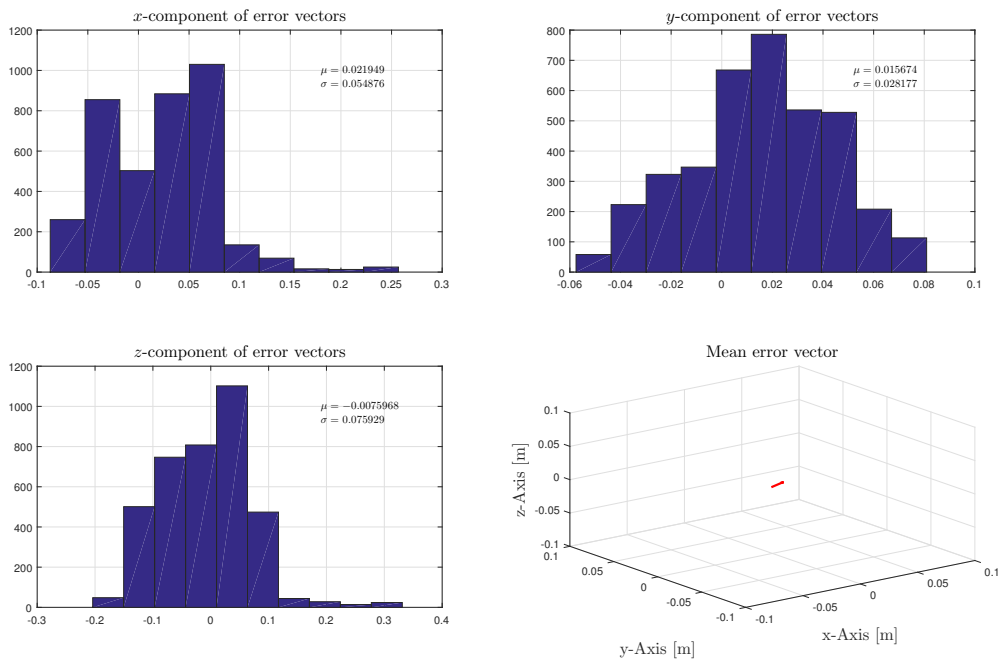 x-component of error vectors
1200
1000
800
600
400
200
0
μ = 0.021949
σ = 0.054876
-0.1 -0.05 0 0.05 0.1 0.15 0.2 0.25 0.3
y-component of error vectors
800
700
600
500
400
300
200
100
0
μ = 0.015674
σ = 0.028177
-0.06 -0.04 -0.02 0 0.02 0.04 0.06 0.08 0.1
z-component of error vectors
1200
1000
800
600
400
200
0
μ = −0.0075968
σ = 0.075929
-0.3 -0.2 -0.1 0 0.1 0.2 0.3 0.4
Mean error vector
z-Axis [m]
0.1
0.05
0
-0.05
-0.1
0.1
0.05
0
-0.05
-0.1
y-Axis [m]
-0.1
-0.05
0
0.05
0.1
x-Axis [m]